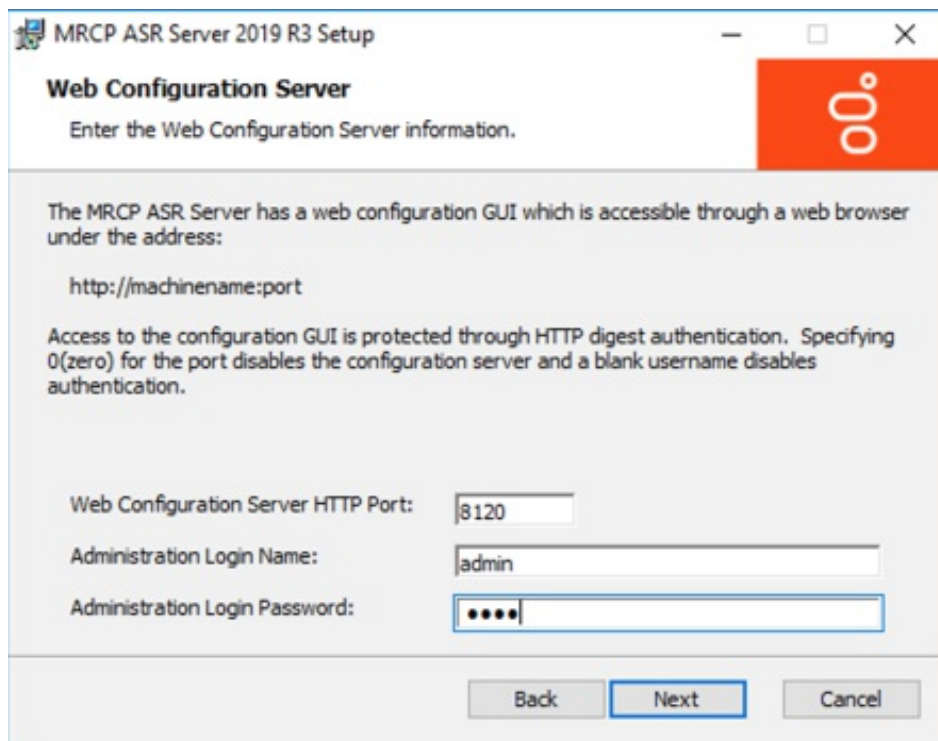 MRCP ASR Server 2019 R3 Setup
Web Configuration Server
Enter the Web Configuration Server information.
The MRCP ASR Server has a web configuration GUI which is accessible through a web browser
under the address:
http://machinename:port
Access to the configuration GUI is protected through HTTP digest authentication.  Specifying
0(zero) for the port disables the configuration server and a blank username disables
authentication.
Web Configuration Server HTTP Port: 8120
Administration Login Name: admin
Administration Login Password: ●●●●
Back Next Cancel